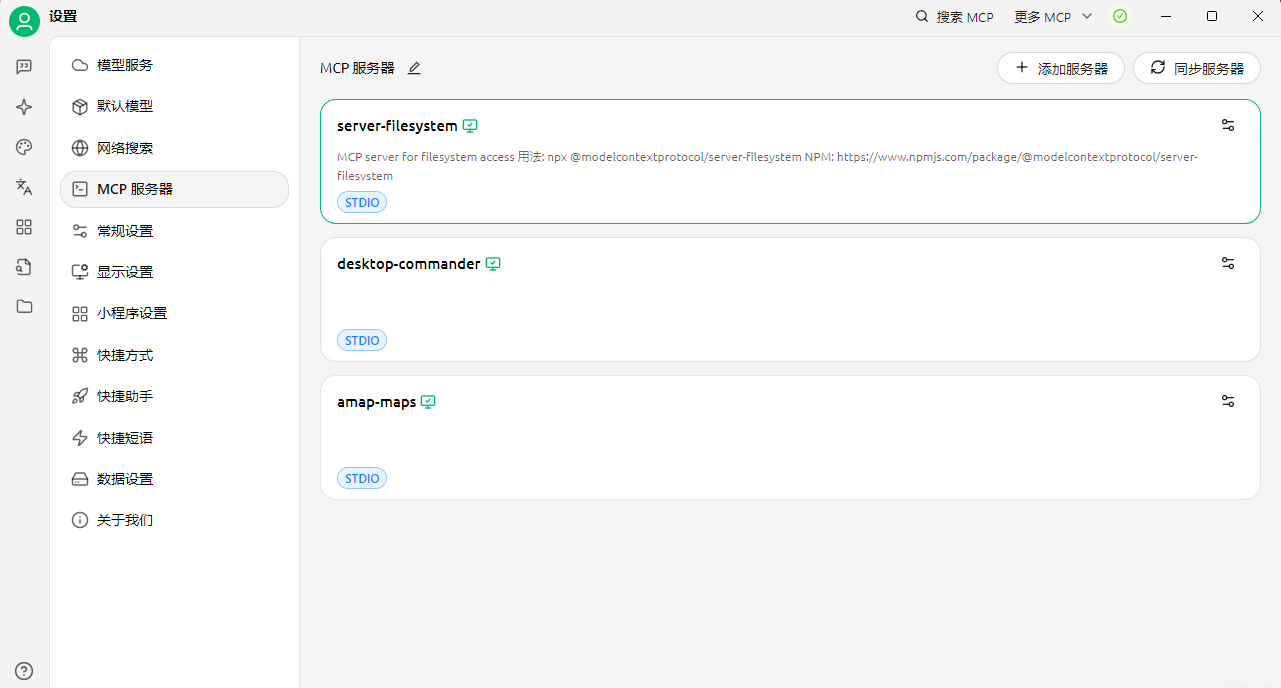 设置
搜索 MCP
更多 MCP
模型服务
默认模型
网络搜索
MCP 服务器
常规设置
显示设置
小程序设置
快捷方式
快捷助手
快捷短语
数据设置
关于我们
MCP 服务器
添加服务器
同步服务器
server-filesystem
MCP server for filesystem access 用法: npx @modelcontextprotocol/server-filesystem NPM: https://www.npmjs.com/package/@modelcontextprotocol/server-
filesystem
STDIO
desktop-commander
STDIO
amap-maps
STDIO